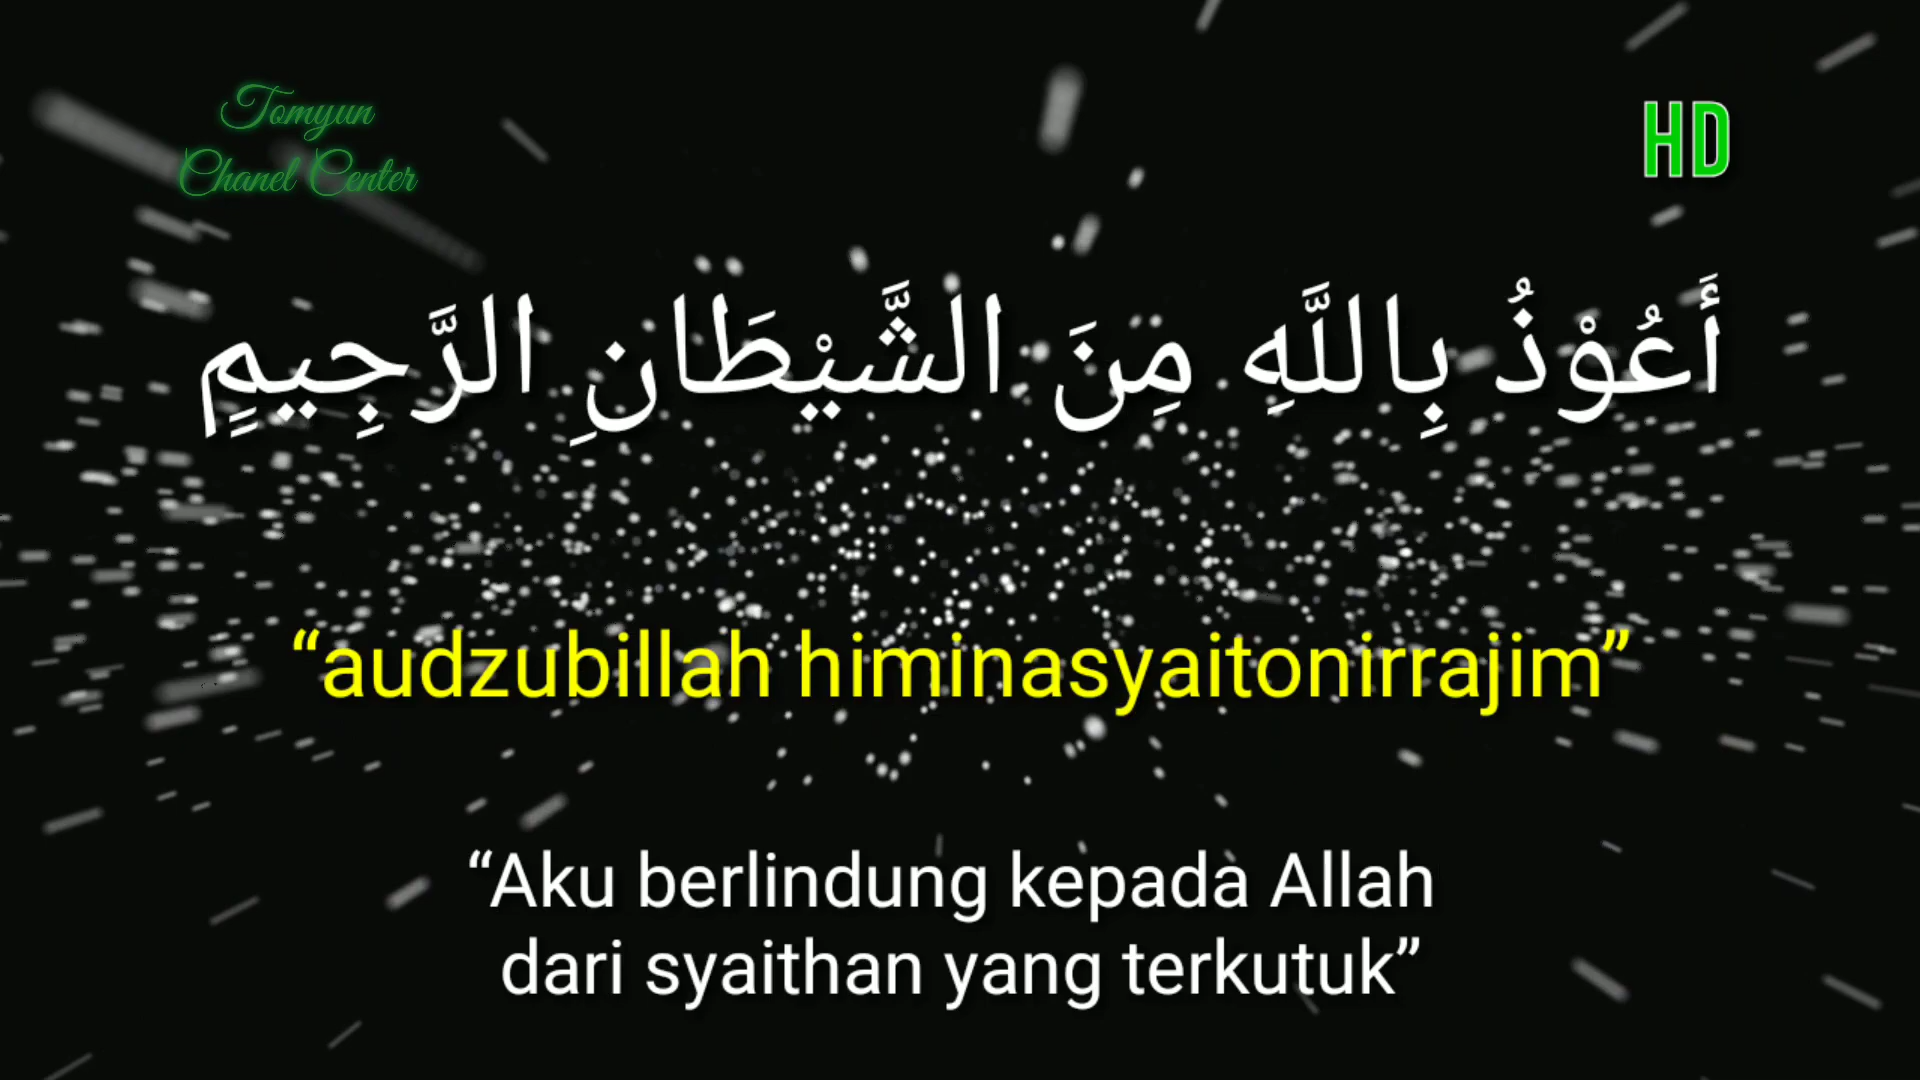 Tomyun
Chanel Center
HD
أَعُوْذُ بِاللَّهِ مِنَ الشَّيْطَانِ الرَّجِيمِ
“audzubillah himinasyaitonirrajim”
“Aku berlindung kepada Allah
dari syaithan yang terkutuk”